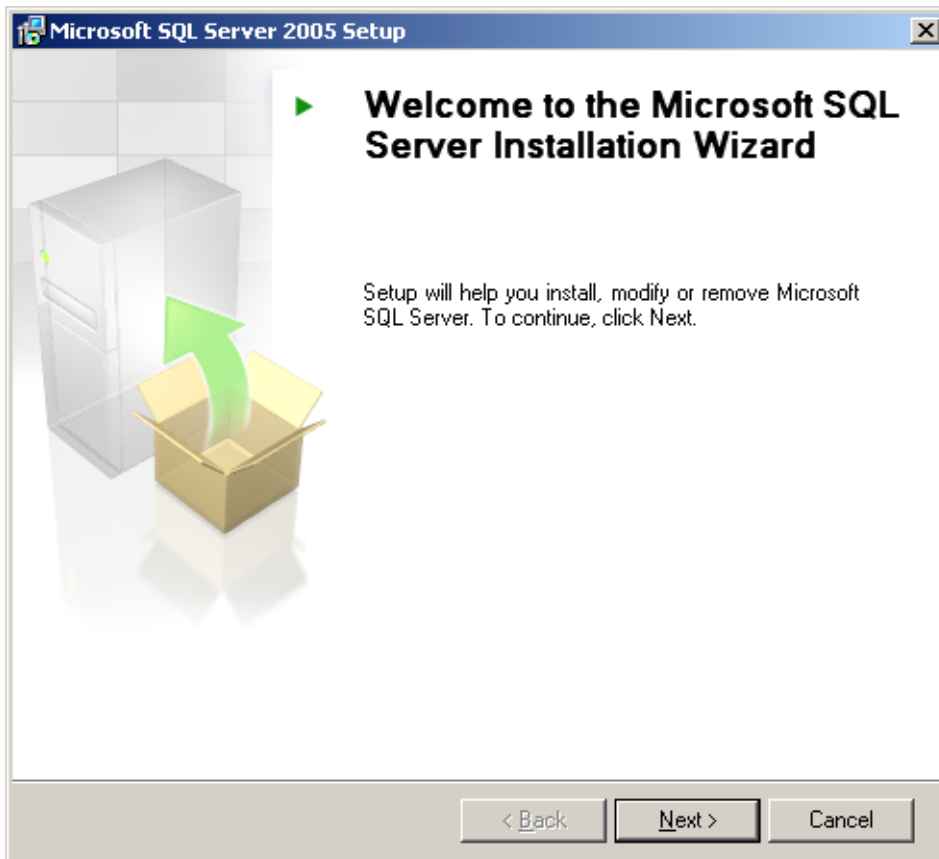 Microsoft SQL Server 2005 Setup
Welcome to the Microsoft SQL
Server Installation Wizard
Setup will help you install, modify or remove Microsoft
SQL Server. To continue, click Next.
< Back
Next >
Cancel